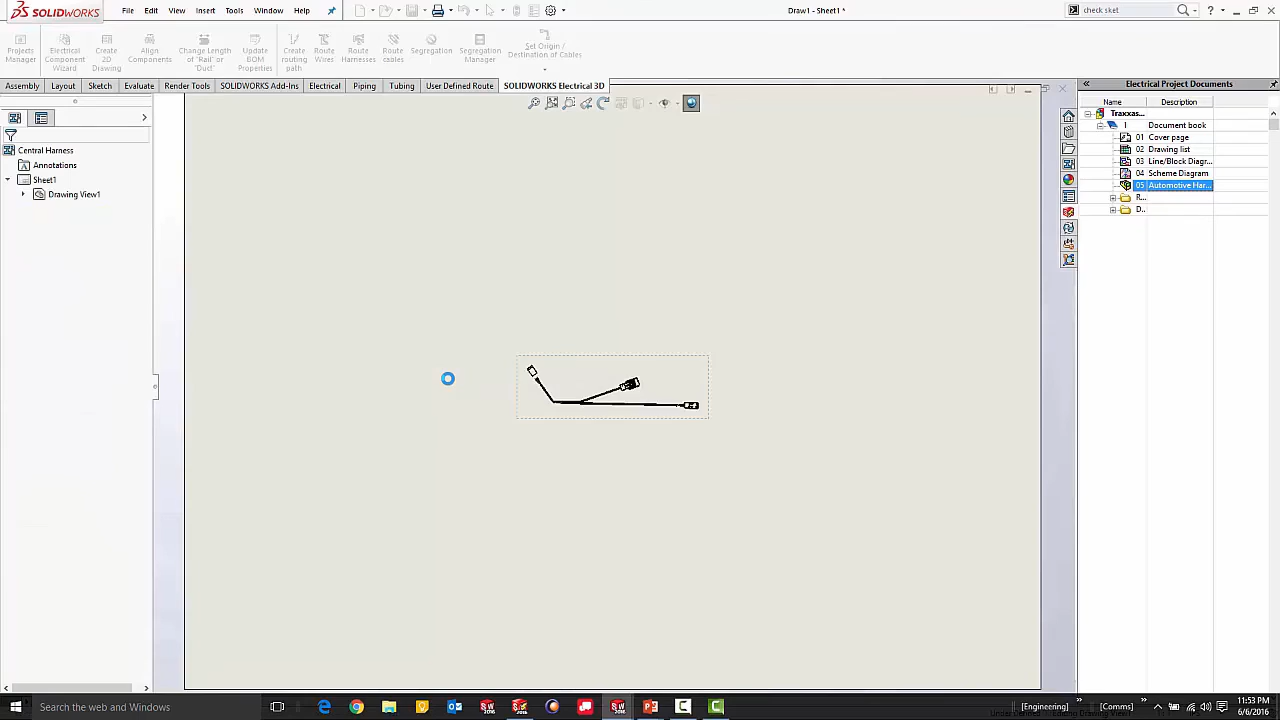 SOLIDWORKS
File Edit View Insert Tools Window Help
Draw1 - Sheet1 *
check sket
Projects Manager
Electrical Component Wizard
Create 2D Drawing
Align Components
Change Length of "Rail" or "Duct"
Update BOM Properties
Create routing path
Route Wires
Route Harnesses
Route cables
Segregation
Segregation Manager
Set Origin / Destination of Cables
Assembly Layout Sketch Evaluate Render Tools SOLIDWORKS Add-Ins Electrical Piping Tubing User Defined Route SOLIDWORKS Electrical 3D
Central Harness
Annotations
Sheet1
Drawing View1
Electrical Project Documents
Name Description
Traxxas...
1 Document book
01 Cover page
02 Drawing list
03 Line/Block Diagr...
04 Scheme Diagram
05 Automotive Har...
R...
D..
Search the web and Windows
[Engineering]
[Comms]
11:53 PM
6/6/2016